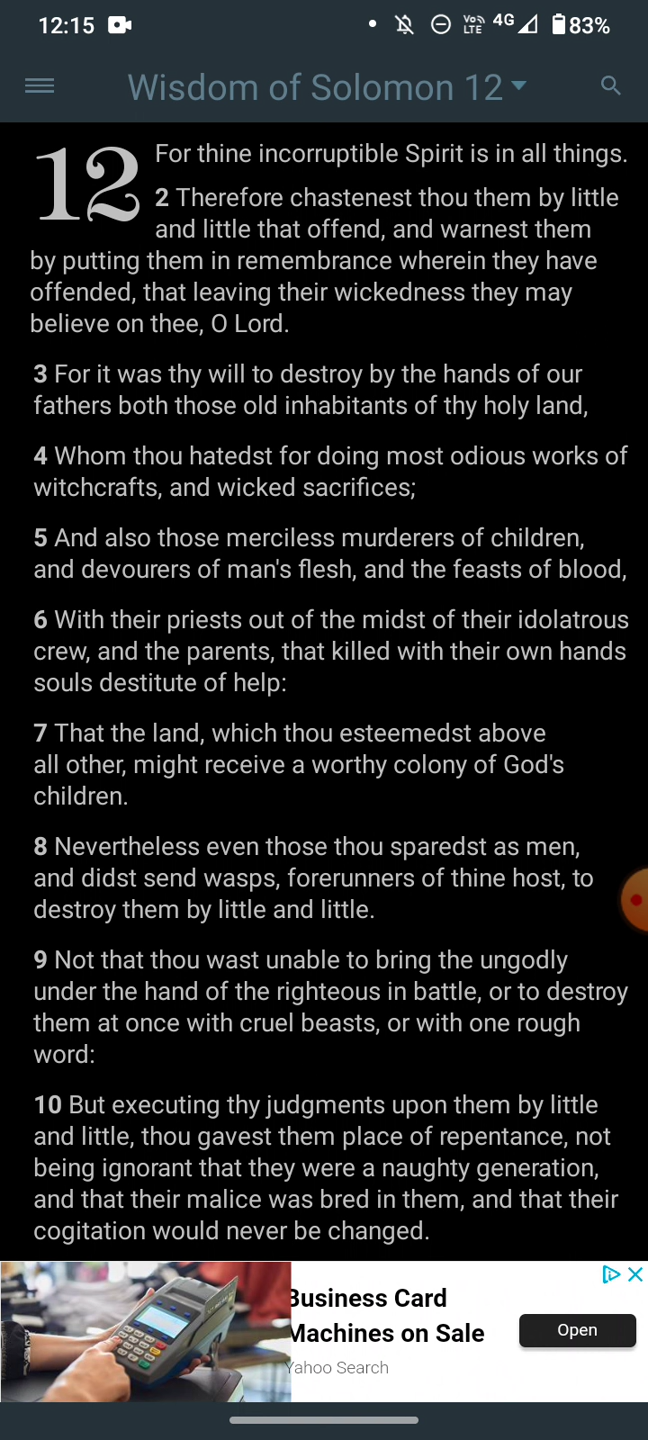 12:15
Vo))
LTE
4G
83%
Wisdom of Solomon 12
12 For thine incorruptible Spirit is in all things.
2 Therefore chastenest thou them by little
and little that offend, and warnest them
by putting them in remembrance wherein they have
offended, that leaving their wickedness they may
believe on thee, O Lord.
3 For it was thy will to destroy by the hands of our
fathers both those old inhabitants of thy holy land,
4 Whom thou hatedst for doing most odious works of
witchcrafts, and wicked sacrifices;
5 And also those merciless murderers of children,
and devourers of man's flesh, and the feasts of blood,
6 With their priests out of the midst of their idolatrous
crew, and the parents, that killed with their own hands
souls destitute of help:
7 That the land, which thou esteemedst above
all other, might receive a worthy colony of God's
children.
8 Nevertheless even those thou sparedst as men,
and didst send wasps, forerunners of thine host, to
destroy them by little and little.
9 Not that thou wast unable to bring the ungodly
under the hand of the righteous in battle, or to destroy
them at once with cruel beasts, or with one rough
word:
10 But executing thy judgments upon them by little
and little, thou gavest them place of repentance, not
being ignorant that they were a naughty generation,
and that their malice was bred in them, and that their
cogitation would never be changed.
Business Card
Machines on Sale
Yahoo Search
Open